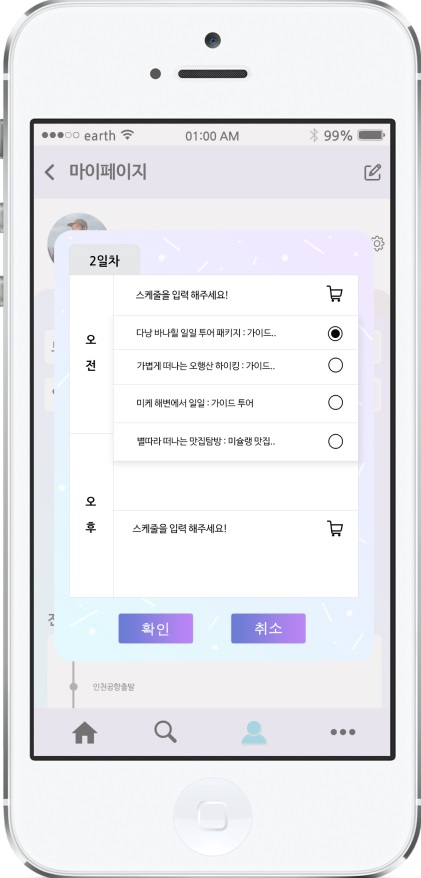 earth
01:00 AM
99%
마이페이지
2일차
오전
스케줄을 입력 해주세요!
다낭 바나힐 일일 투어 패키지 : 가이드..
가볍게 떠나는 오행산 하이킹 : 가이드..
미케 해변에서 일일 : 가이드 투어
별따라 떠나는 맛집탐방 : 미슐랭 맛집..
오후
스케줄을 입력 해주세요!
확인
취소
인천공항출발